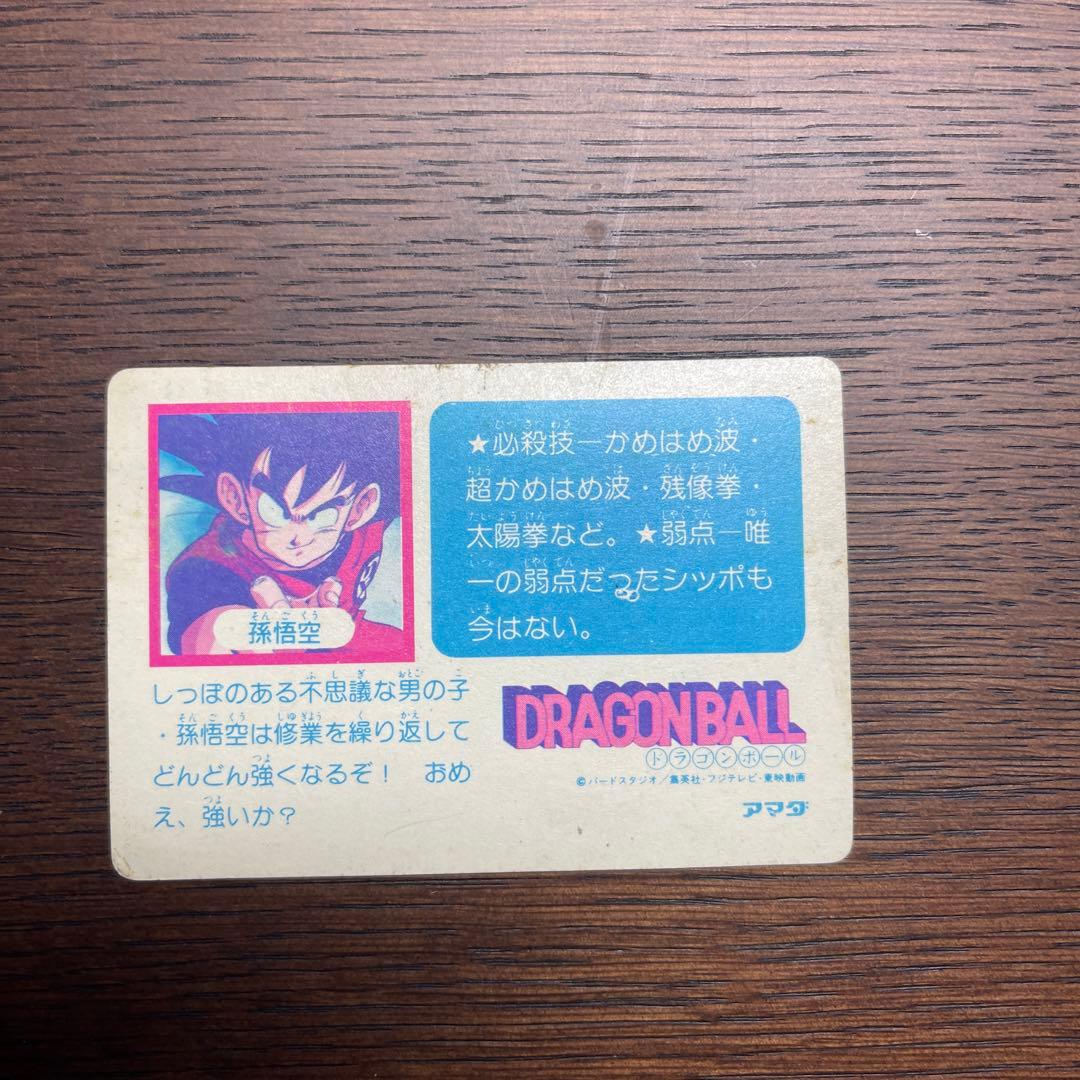 孫悟空
★必殺技—かめはめ波・
超かめはめ波・残像拳・
太陽拳など。★弱点—唯
一の弱点だったシッポも
今はない。
しっぽのある不思議な男の子
・孫悟空は修業を繰り返して
どんどん強くなるぞ! おめ
え、強いか?
DRAGON BALL
ドラゴンボール
©バードスタジオ/集英社・フジテレビ・東映動画
アマダ